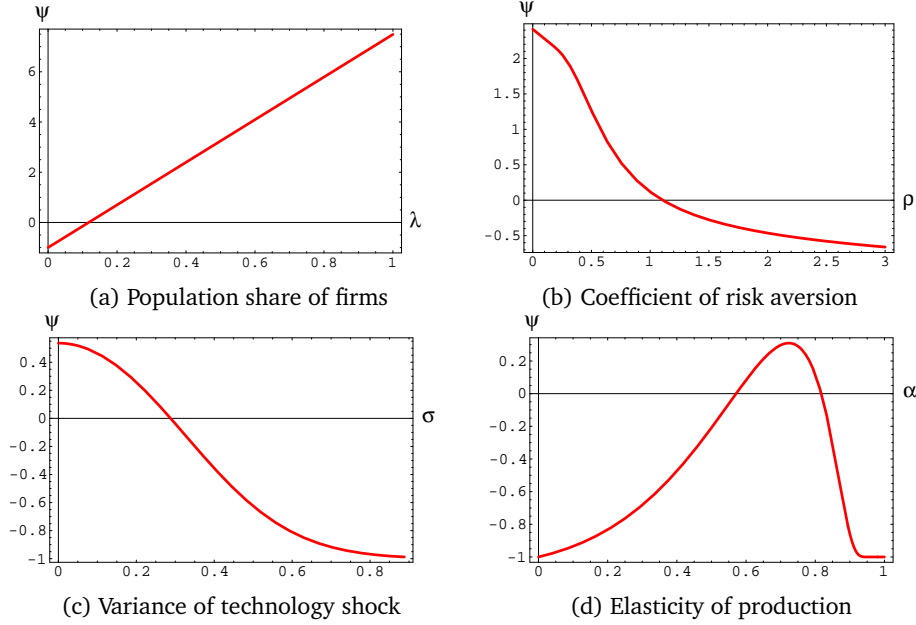 ψ
6
4
2
0
λ
0 0.2 0.4 0.6 0.8 1
(a) Population share of firms
ψ
2
1.5
1
0.5
0
ρ
-0.5
0 0.5 1 1.5 2 2.5 3
(b) Coefficient of risk aversion
ψ
0.4
0.2
0
σ
-0.2
-0.4
-0.6
-0.8
-1
0 0.2 0.4 0.6 0.8
(c) Variance of technology shock
ψ
0.2
0
α
-0.2
-0.4
-0.6
-0.8
-1
0 0.2 0.4 0.6 0.8 1
(d) Elasticity of production